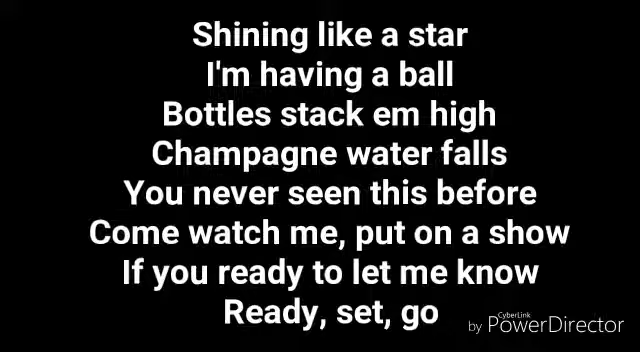 Shining like a star
I'm having a ball
Bottles stack em high
Champagne water falls
You never seen this before
Come watch me, put on a show
If you ready to let me know
Ready, set, go
CyberLink
by PowerDirector